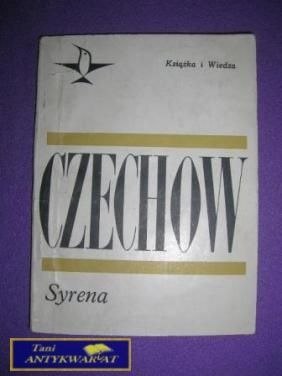 Książka i Wiedza
CZECHOW
Syrena
Tani
ANTYKWARIAT